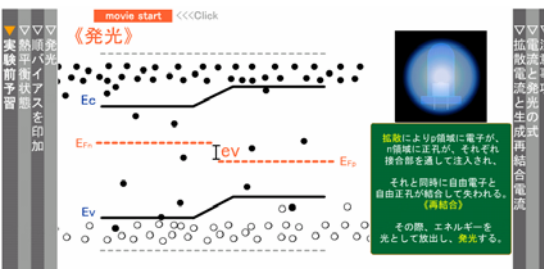 movie start <<<Click
《発光》
▼実験前予習
▽熱平衡状態
▽順バイアスを印加
▽発光
Ec
EFn
eV
EFp
Ev
拡散によりp領域に電子が、
n領域に正孔が、それぞれ
接合部を通して注入され、
それと同時に自由電子と
自由正孔が結合して失われる。
《再結合》
その際、エネルギーを
光として放出し、発光する。
▽拡散電流と生成再結合電流
▽電流と発光の式